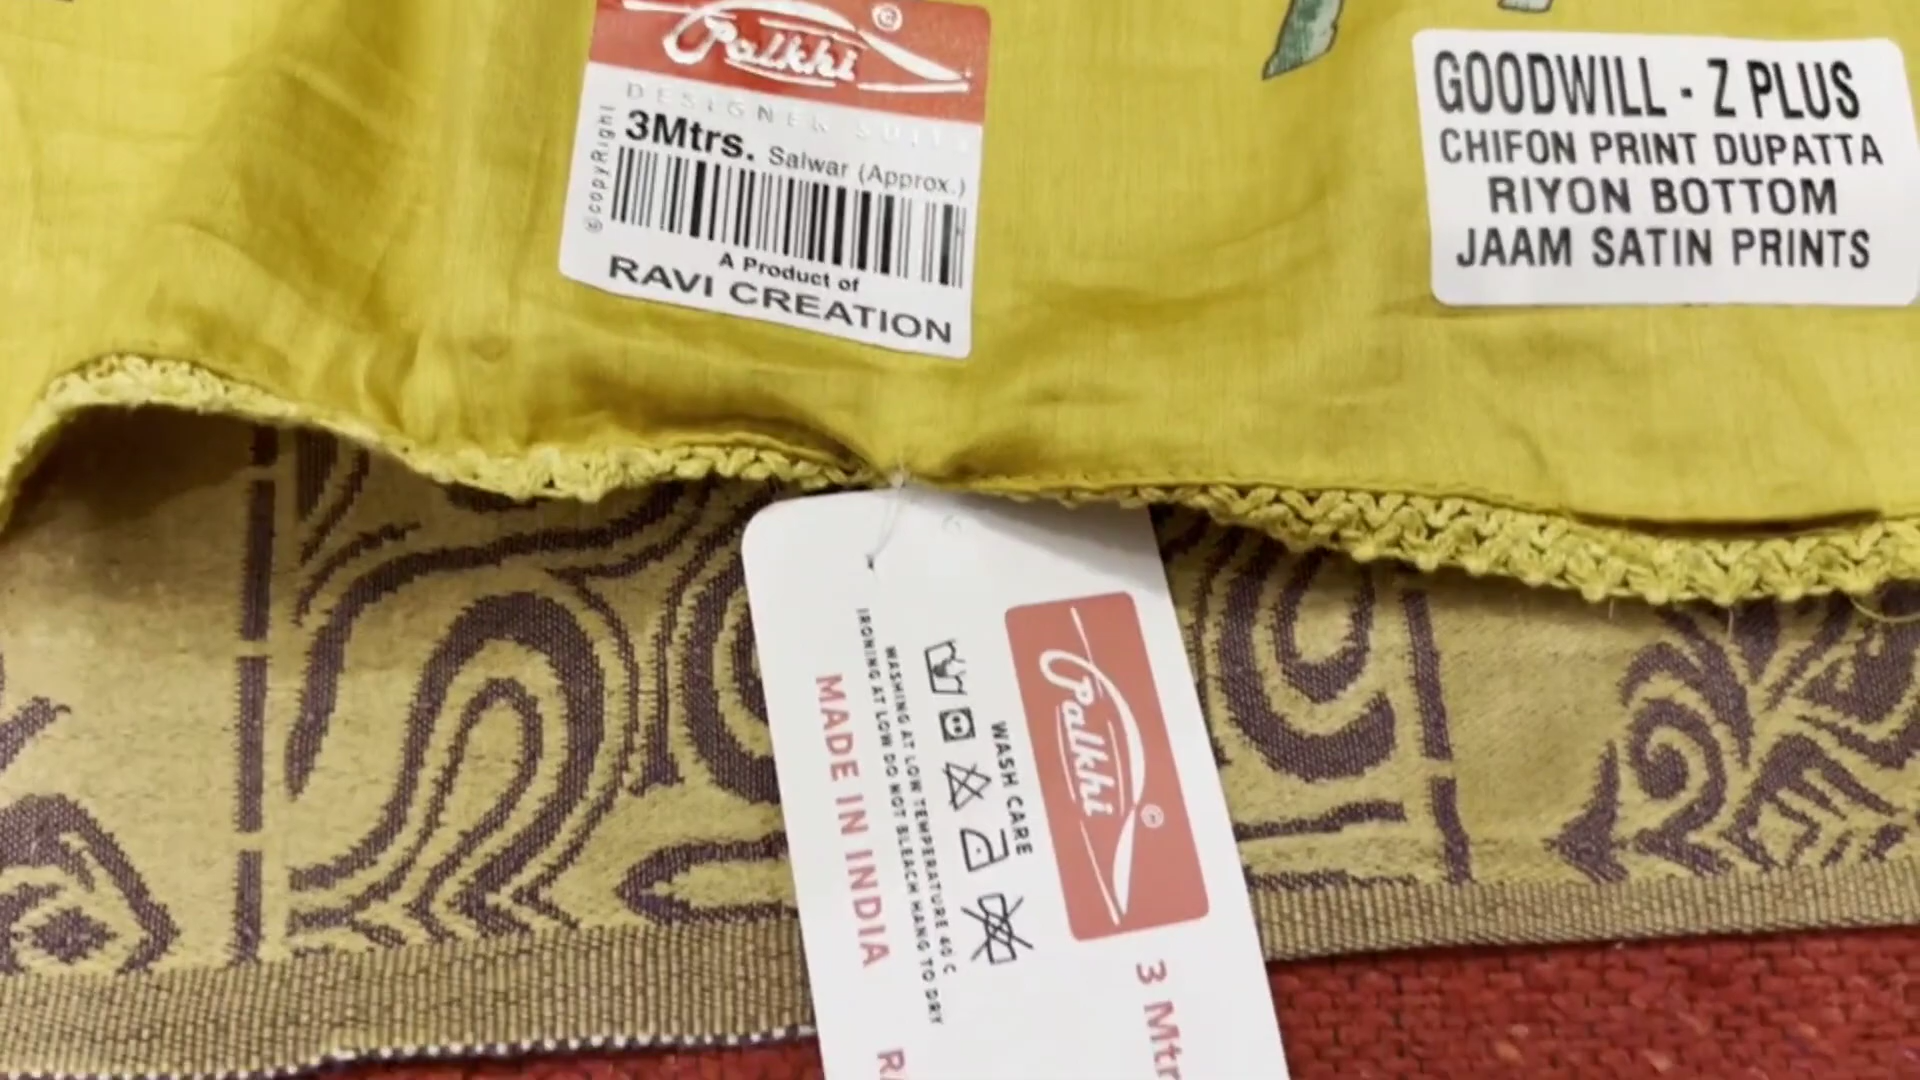 Palkhi ©
DESIGNER SUITS
3Mtrs. Salwar (Approx.)
©copyRight
A Product of
RAVI CREATION
GOODWILL - Z PLUS
CHIFON PRINT DUPATTA
RIYON BOTTOM
JAAM SATIN PRINTS
Palkhi ©
3 Mtr
WASH CARE
WASHING AT LOW TEMPERATURE 40°C
IRONING AT LOW DO NOT BLEACH HANG TO DRY
MADE IN INDIA